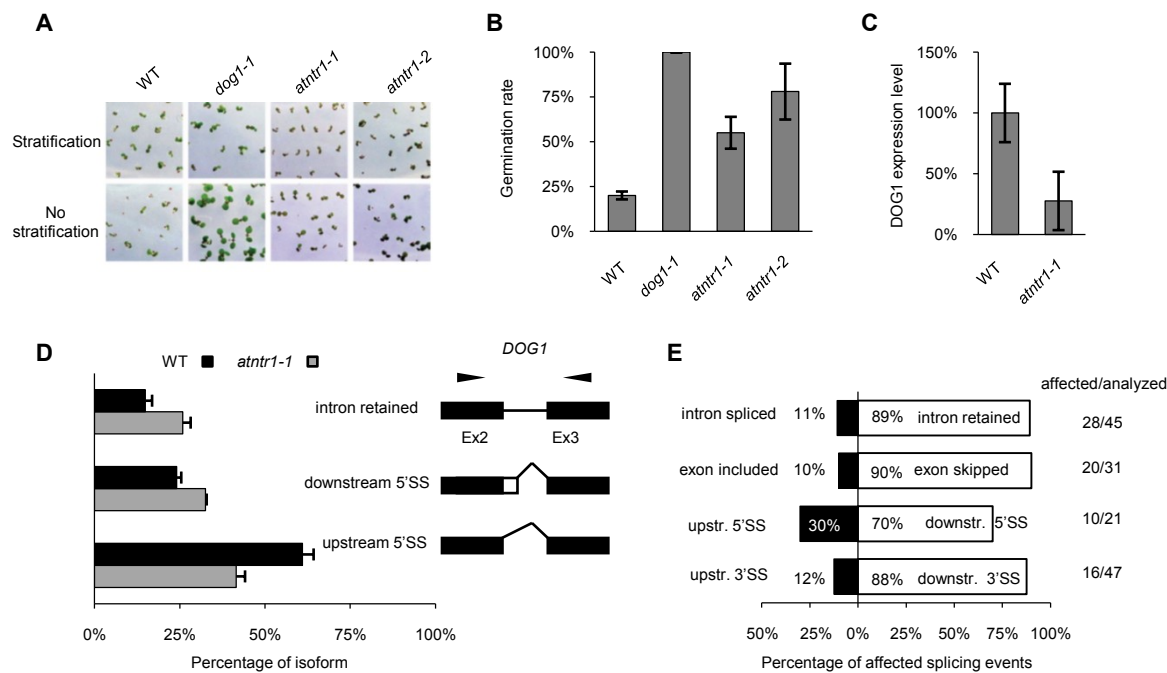 A
WT
dog1-1
atntr1-1
atntr1-2
Stratification
No
stratification
B
Germination rate
100%
75%
50%
25%
0%
WT
dog1-1
atntr1-1
atntr1-2
C
DOG1 expression level
150%
100%
50%
0%
WT
atntr1-1
D
WT
atntr1-1
DOG1
intron retained
Ex2
Ex3
downstream 5'SS
upstream 5'SS
0%
25%
50%
75%
100%
Percentage of isoform
E
affected/analyzed
intron spliced 11% 89% intron retained 28/45
exon included 10% 90% exon skipped 20/31
upstr. 5'SS 30% 70% downstr. 5'SS 10/21
upstr. 3'SS 12% 88% downstr. 3'SS 16/47
50% 25% 0% 25% 50% 75% 100%
Percentage of affected splicing events